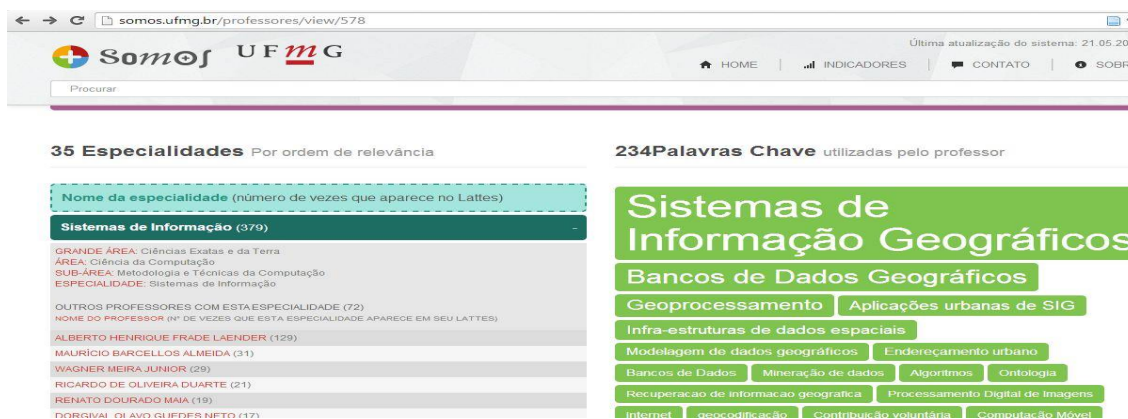 somos.ufmg.br/professores/view/578
Somos UFMG
Última atualização do sistema: 21.05.20
HOME | INDICADORES | CONTATO | SOBR
Procurar
35 Especialidades Por ordem de relevância
Nome da especialidade (número de vezes que aparece no Lattes)
Sistemas de Informação (379) -
GRANDE ÁREA: Ciências Exatas e da Terra
ÁREA: Ciência da Computação
SUB-ÁREA: Metodologia e Técnicas da Computação
ESPECIALIDADE: Sistemas de Informação
OUTROS PROFESSORES COM ESTA ESPECIALIDADE (72)
NOME DO PROFESSOR (Nº DE VEZES QUE ESTA ESPECIALIDADE APARECE EM SEU LATTES)
ALBERTO HENRIQUE FRADE LAENDER (129)
MAURÍCIO BARCELLOS ALMEIDA (31)
WAGNER MEIRA JUNIOR (29)
RICARDO DE OLIVEIRA DUARTE (21)
RENATO DOURADO MAIA (19)
DORGIVAL OLAVO GUEDES NETO (17)
234Palavras Chave utilizadas pelo professor
Sistemas de
Informação Geográficos
Bancos de Dados Geográficos
Geoprocessamento Aplicações urbanas de SIG
Infra-estruturas de dados espaciais
Modelagem de dados geográficos Endereçamento urbano
Bancos de Dados Mineração de dados Algoritmos Ontologia
Recuperacao de informacao geografica Processamento Digital de Imagens
Internet geocodificação Contribuição voluntária Computação Móvel